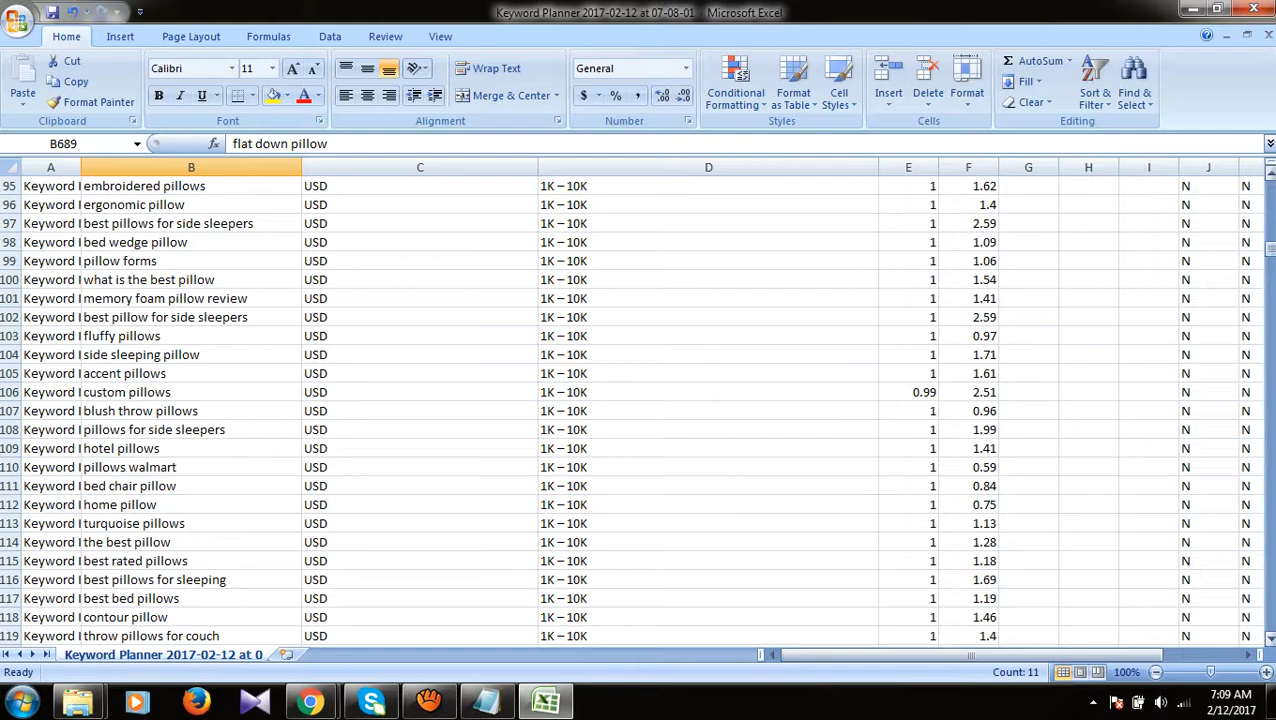 Keyword Planner 2017-02-12 at 07-08-01 - Microsoft Excel
Home Insert Page Layout Formulas Data Review View
Paste Cut Copy Format Painter Clipboard
Calibri 11 B I U A Font
Wrap Text Merge & Center Alignment
General $ % , Number
Conditional Formatting Format as Table Cell Styles Styles
Insert Delete Format Cells
Σ AutoSum Fill Clear Sort & Filter Find & Select Editing
B689 fx flat down pillow
A B C D E F G H I J
95 Keyword I embroidered pillows USD 1K – 10K 1 1.62 N N
96 Keyword I ergonomic pillow USD 1K – 10K 1 1.4 N N
97 Keyword I best pillows for side sleepers USD 1K – 10K 1 2.59 N N
98 Keyword I bed wedge pillow USD 1K – 10K 1 1.09 N N
99 Keyword I pillow forms USD 1K – 10K 1 1.06 N N
100 Keyword I what is the best pillow USD 1K – 10K 1 1.54 N N
101 Keyword I memory foam pillow review USD 1K – 10K 1 1.41 N N
102 Keyword I best pillow for side sleepers USD 1K – 10K 1 2.59 N N
103 Keyword I fluffy pillows USD 1K – 10K 1 0.97 N N
104 Keyword I side sleeping pillow USD 1K – 10K 1 1.71 N N
105 Keyword I accent pillows USD 1K – 10K 1 1.61 N N
106 Keyword I custom pillows USD 1K – 10K 0.99 2.51 N N
107 Keyword I blush throw pillows USD 1K – 10K 1 0.96 N N
108 Keyword I pillows for side sleepers USD 1K – 10K 1 1.99 N N
109 Keyword I hotel pillows USD 1K – 10K 1 1.41 N N
110 Keyword I pillows walmart USD 1K – 10K 1 0.59 N N
111 Keyword I bed chair pillow USD 1K – 10K 1 0.84 N N
112 Keyword I home pillow USD 1K – 10K 1 0.75 N N
113 Keyword I turquoise pillows USD 1K – 10K 1 1.13 N N
114 Keyword I the best pillow USD 1K – 10K 1 1.28 N N
115 Keyword I best rated pillows USD 1K – 10K 1 1.18 N N
116 Keyword I best pillows for sleeping USD 1K – 10K 1 1.69 N N
117 Keyword I best bed pillows USD 1K – 10K 1 1.19 N N
118 Keyword I contour pillow USD 1K – 10K 1 1.46 N N
119 Keyword I throw pillows for couch USD 1K – 10K 1 1.4 N N
Keyword Planner 2017-02-12 at 0
Ready Count: 11 100%
7:09 AM
2/12/2017